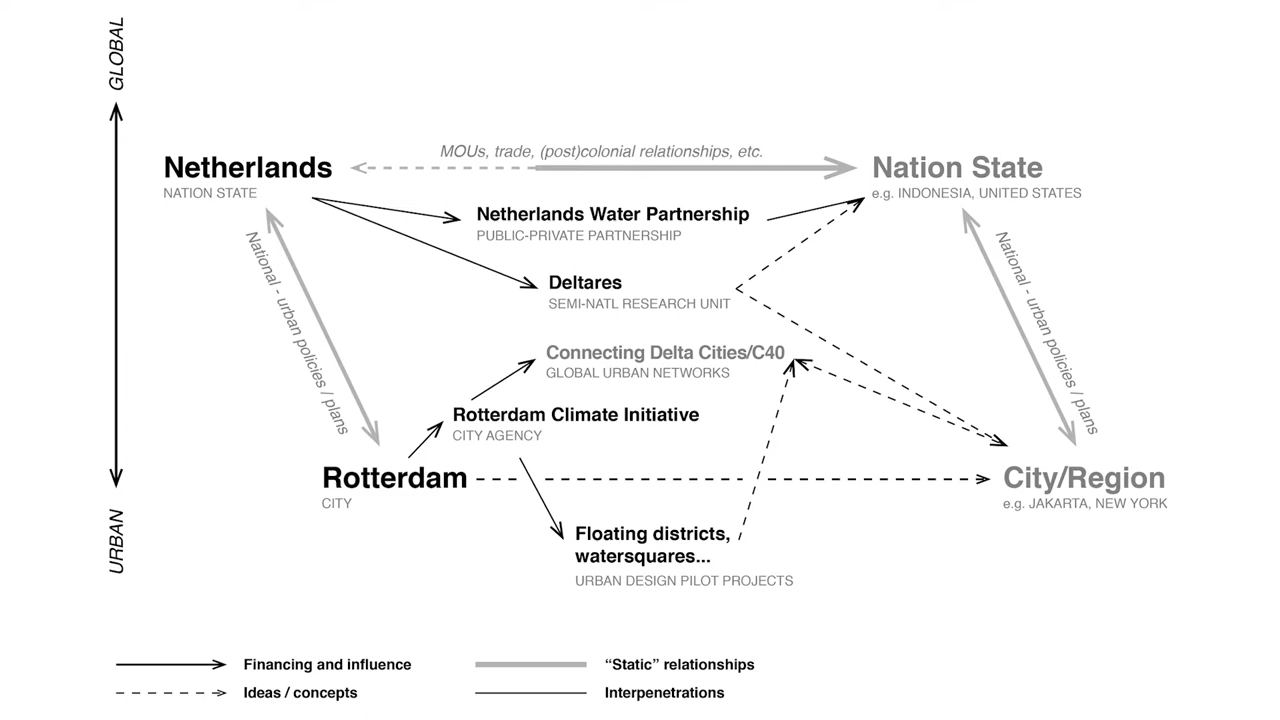 GLOBAL
MOUs, trade, (post)colonial relationships, etc.
Netherlands
NATION STATE
Nation State
e.g. INDONESIA, UNITED STATES
Netherlands Water Partnership
PUBLIC-PRIVATE PARTNERSHIP
National - urban policies / plans
National - urban policies / plans
Deltares
SEMI-NATL RESEARCH UNIT
Connecting Delta Cities/C40
GLOBAL URBAN NETWORKS
Rotterdam Climate Initiative
CITY AGENCY
Rotterdam
CITY
City/Region
e.g. JAKARTA, NEW YORK
URBAN
Floating districts,
watersquares...
URBAN DESIGN PILOT PROJECTS
Financing and influence
"Static" relationships
Ideas / concepts
Interpenetrations